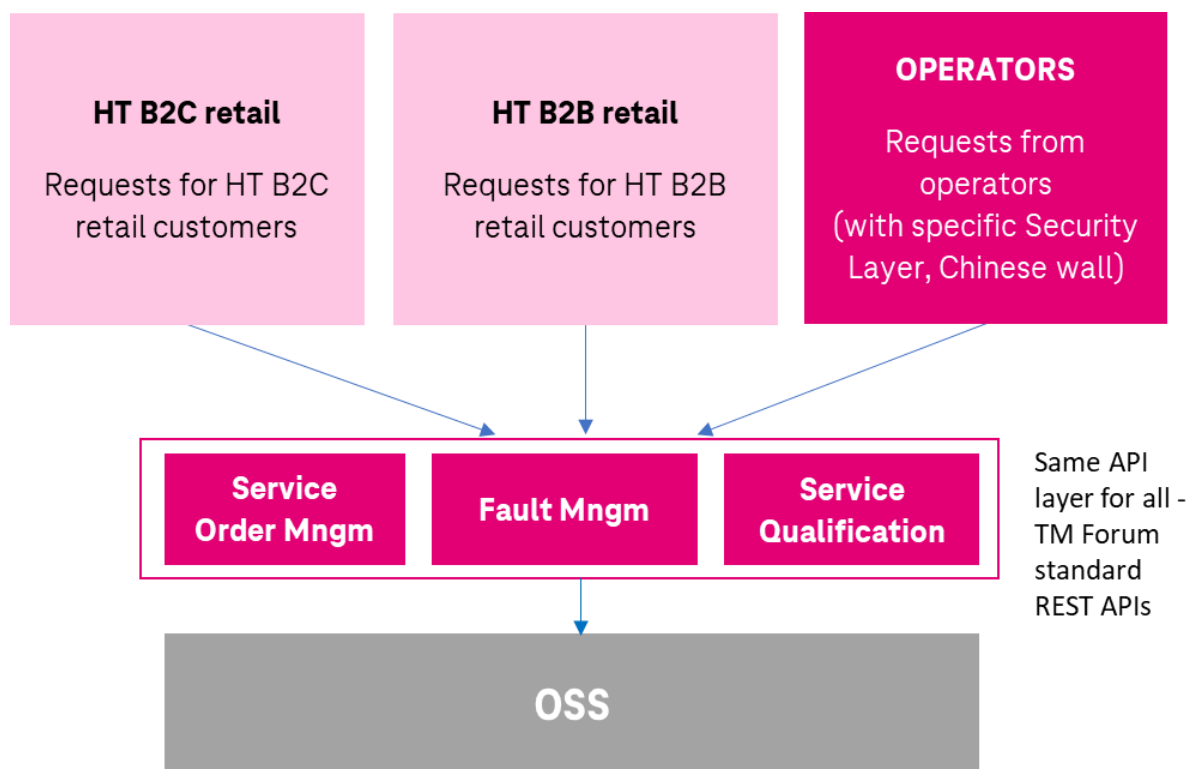 HT B2C retail
Requests for HT B2C
retail customers
HT B2B retail
Requests for HT B2B
retail customers
OPERATORS
Requests from
operators
(with specific Security
Layer, Chinese wall)
Service
Order Mngm
Fault Mngm
Service
Qualification
Same API
layer for all -
TM Forum
standard
REST APIs
OSS